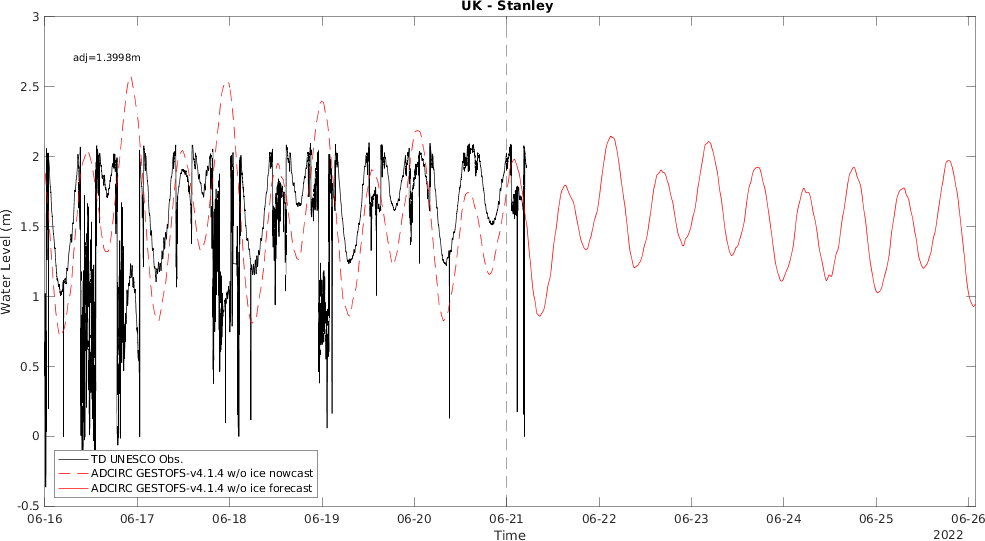 UK - Stanley
adj=1.3998m
3
2.5
2
1.5
1
0.5
0
-0.5
Water Level (m)
TD UNESCO Obs.
ADCIRC GESTOFS-v4.1.4 w/o ice nowcast
ADCIRC GESTOFS-v4.1.4 w/o ice forecast
06-16 06-17 06-18 06-19 06-20 06-21 06-22 06-23 06-24 06-25 06-26
Time
2022